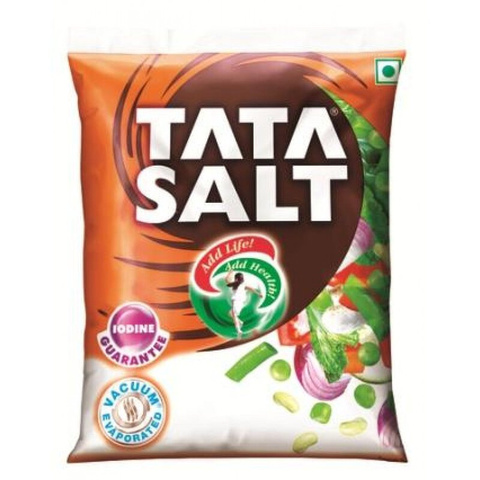 TATA®
SALT
Add Life!
Add Health!
IODINE
GUARANTEE
VACUUM®
EVAPORATED